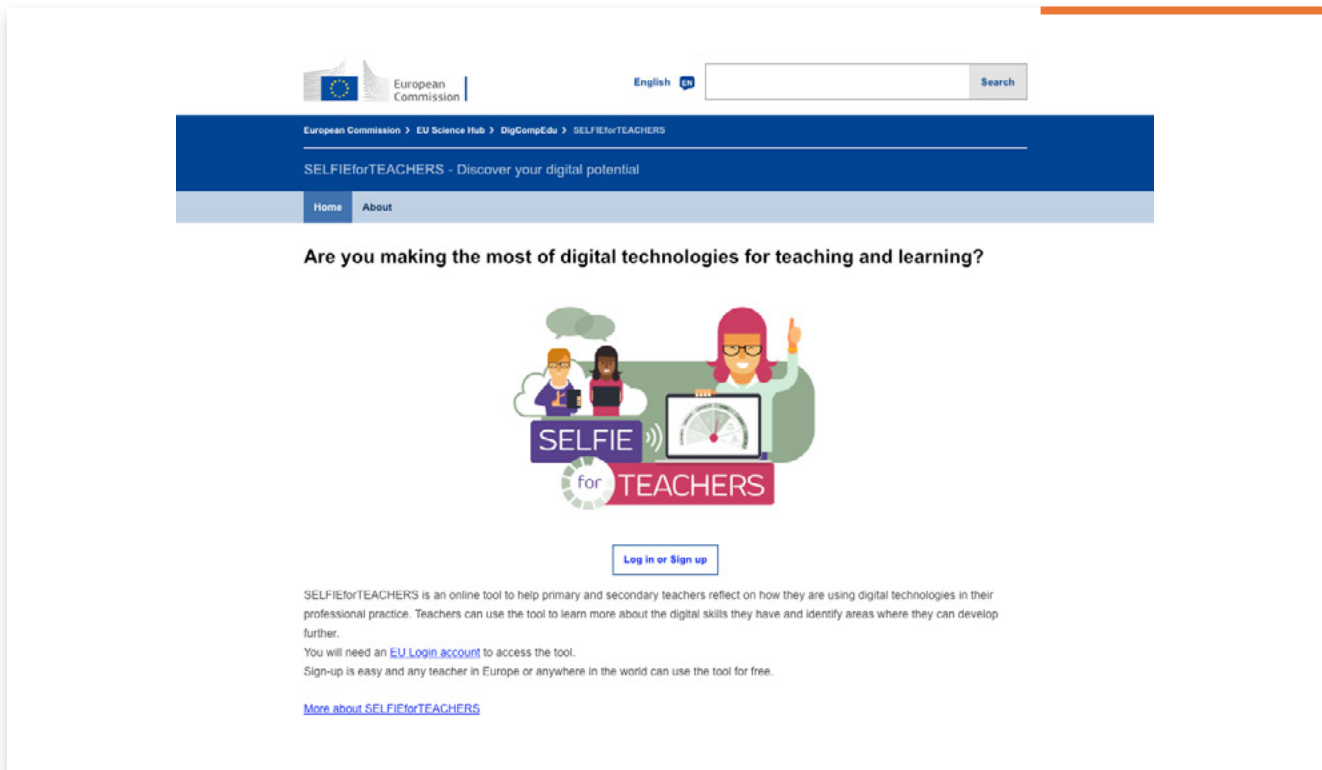 European
Commission
English EN
Search
European Commission > EU Science Hub > DigCompEdu > SELFIEforTEACHERS
SELFIEforTEACHERS - Discover your digital potential
Home About
Are you making the most of digital technologies for teaching and learning?
SELFIE
for TEACHERS
Log in or Sign up
SELFIEforTEACHERS is an online tool to help primary and secondary teachers reflect on how they are using digital technologies in their
professional practice. Teachers can use the tool to learn more about the digital skills they have and identify areas where they can develop
further.
You will need an EU Login account to access the tool.
Sign-up is easy and any teacher in Europe or anywhere in the world can use the tool for free.
More about SELFIEforTEACHERS